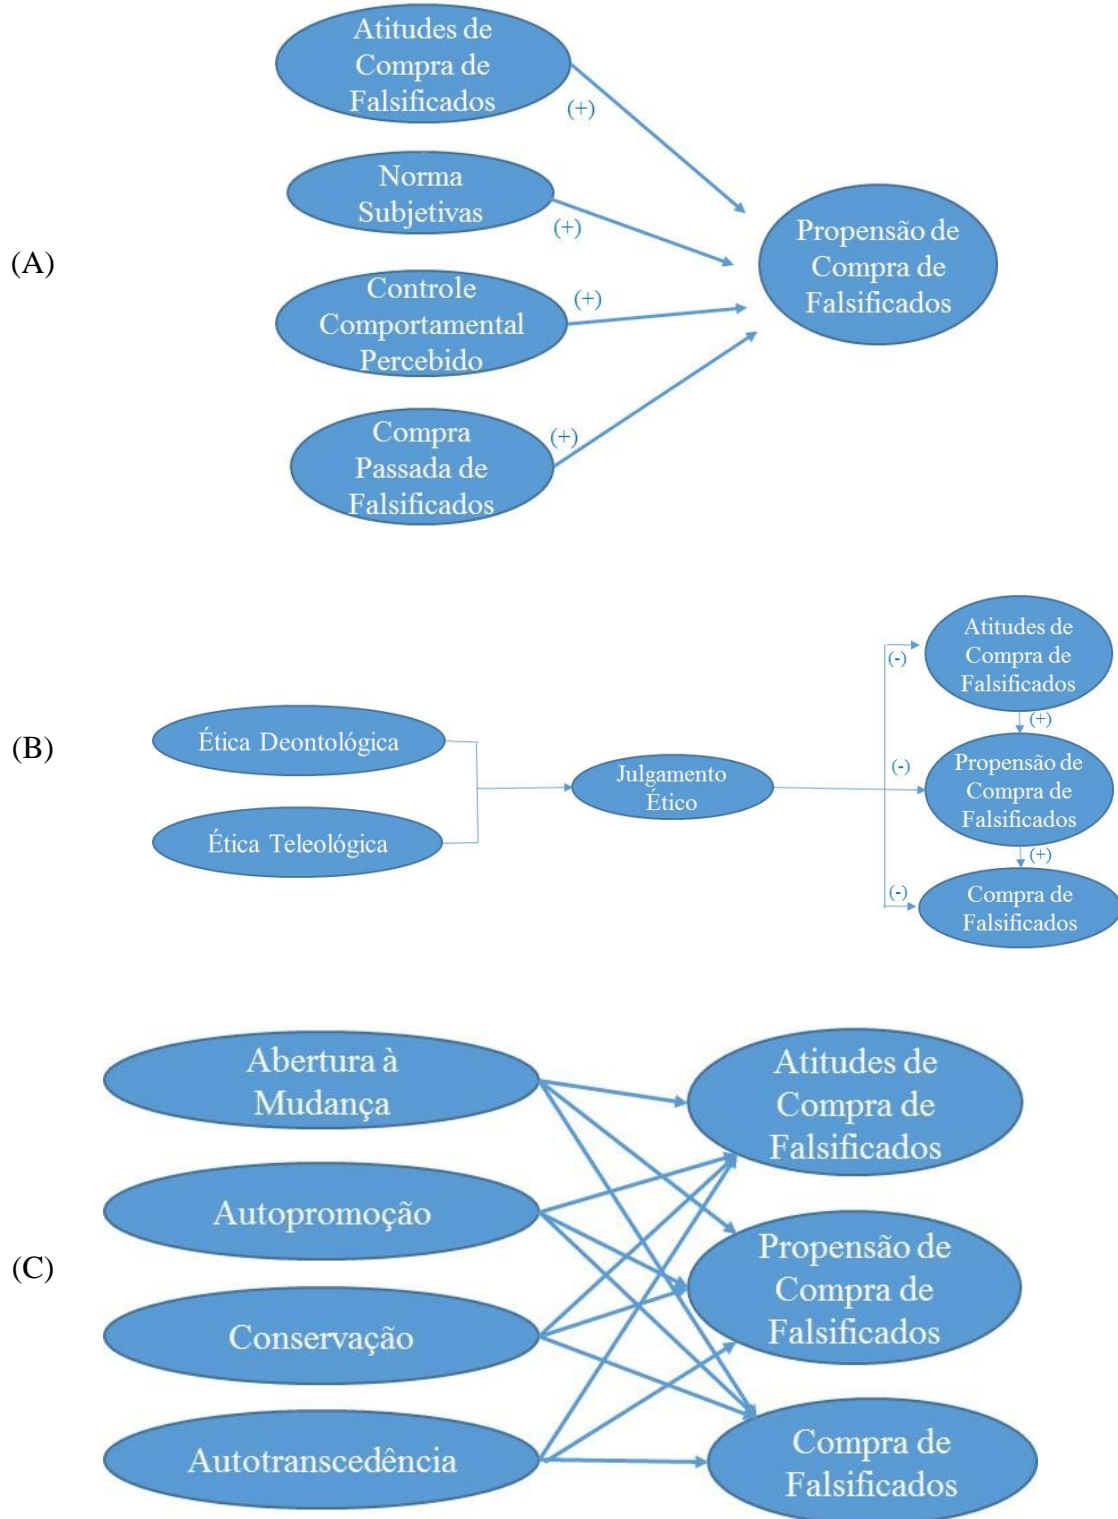 Atitudes de
Compra de
Falsificados
(+)
Norma
Subjetivas
(+)
(A)
Controle
Comportamental
Percebido
(+)
Compra
Passada de
Falsificados
(+)
Propensão de
Compra de
Falsificados
(B)
Ética Deontológica
Ética Teleológica
Julgamento
Ético
(-)
(-)
(-)
Atitudes de
Compra de
Falsificados
(+)
Propensão de
Compra de
Falsificados
(+)
Compra de
Falsificados
(C)
Abertura à
Mudança
Autopromoção
Conservação
Autotranscedência
Atitudes de
Compra de
Falsificados
Propensão de
Compra de
Falsificados
Compra de
Falsificados